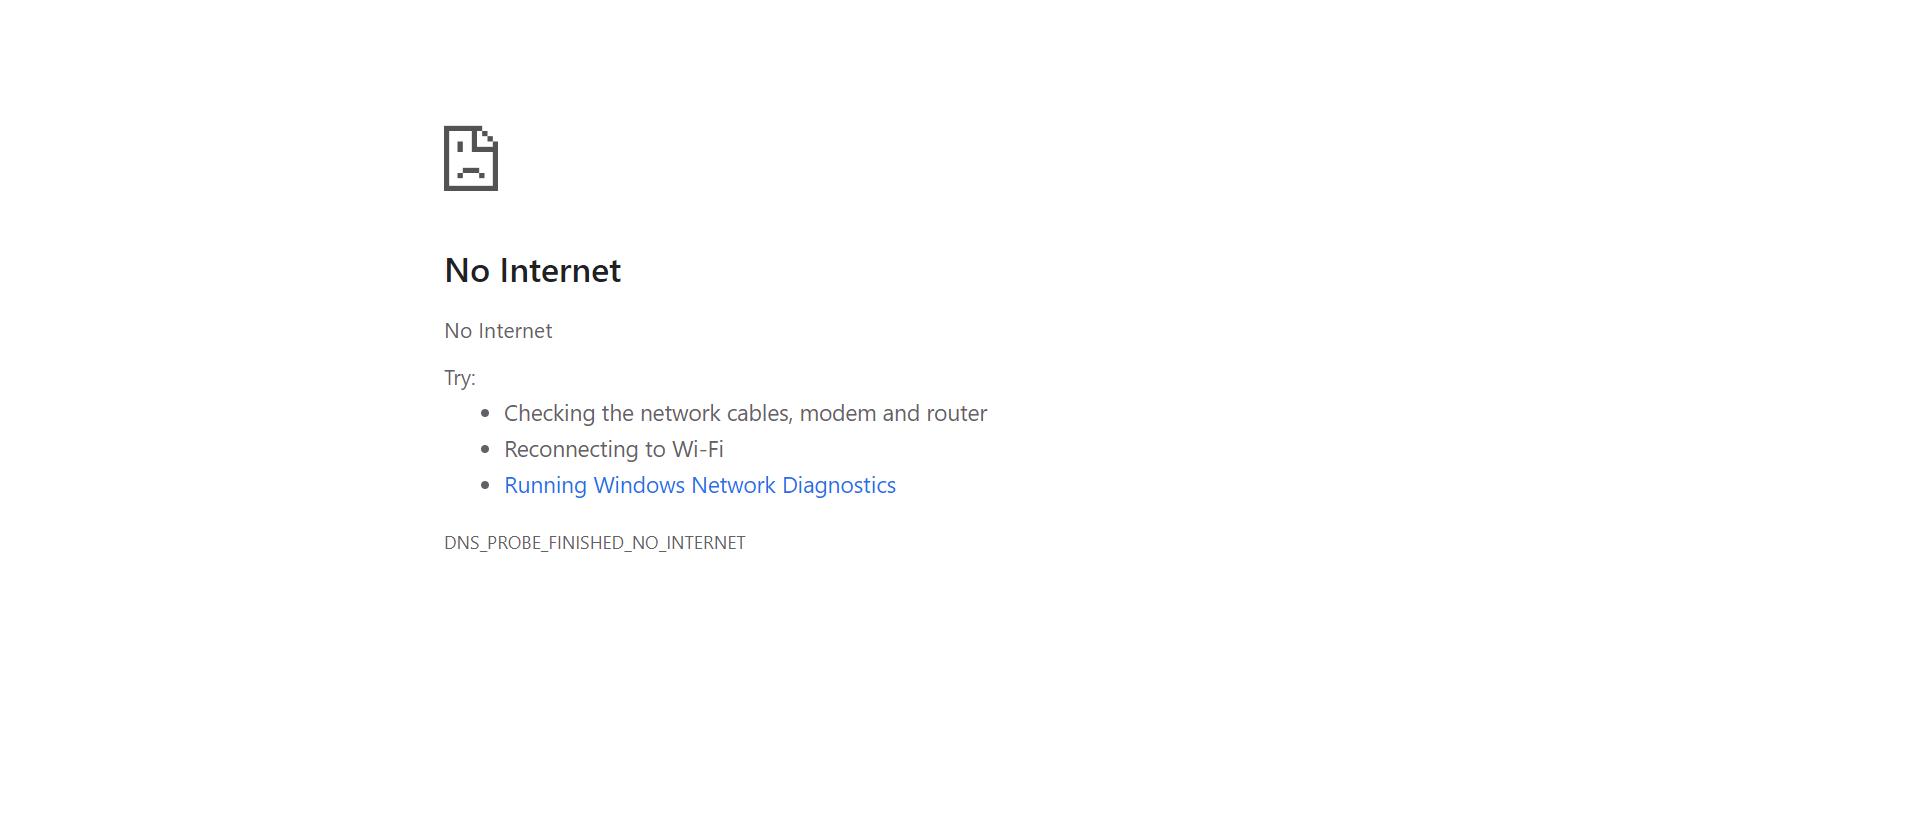 No Internet
No Internet
Try:
Checking the network cables, modem and router
Reconnecting to Wi-Fi
Running Windows Network Diagnostics
DNS_PROBE_FINISHED_NO_INTERNET